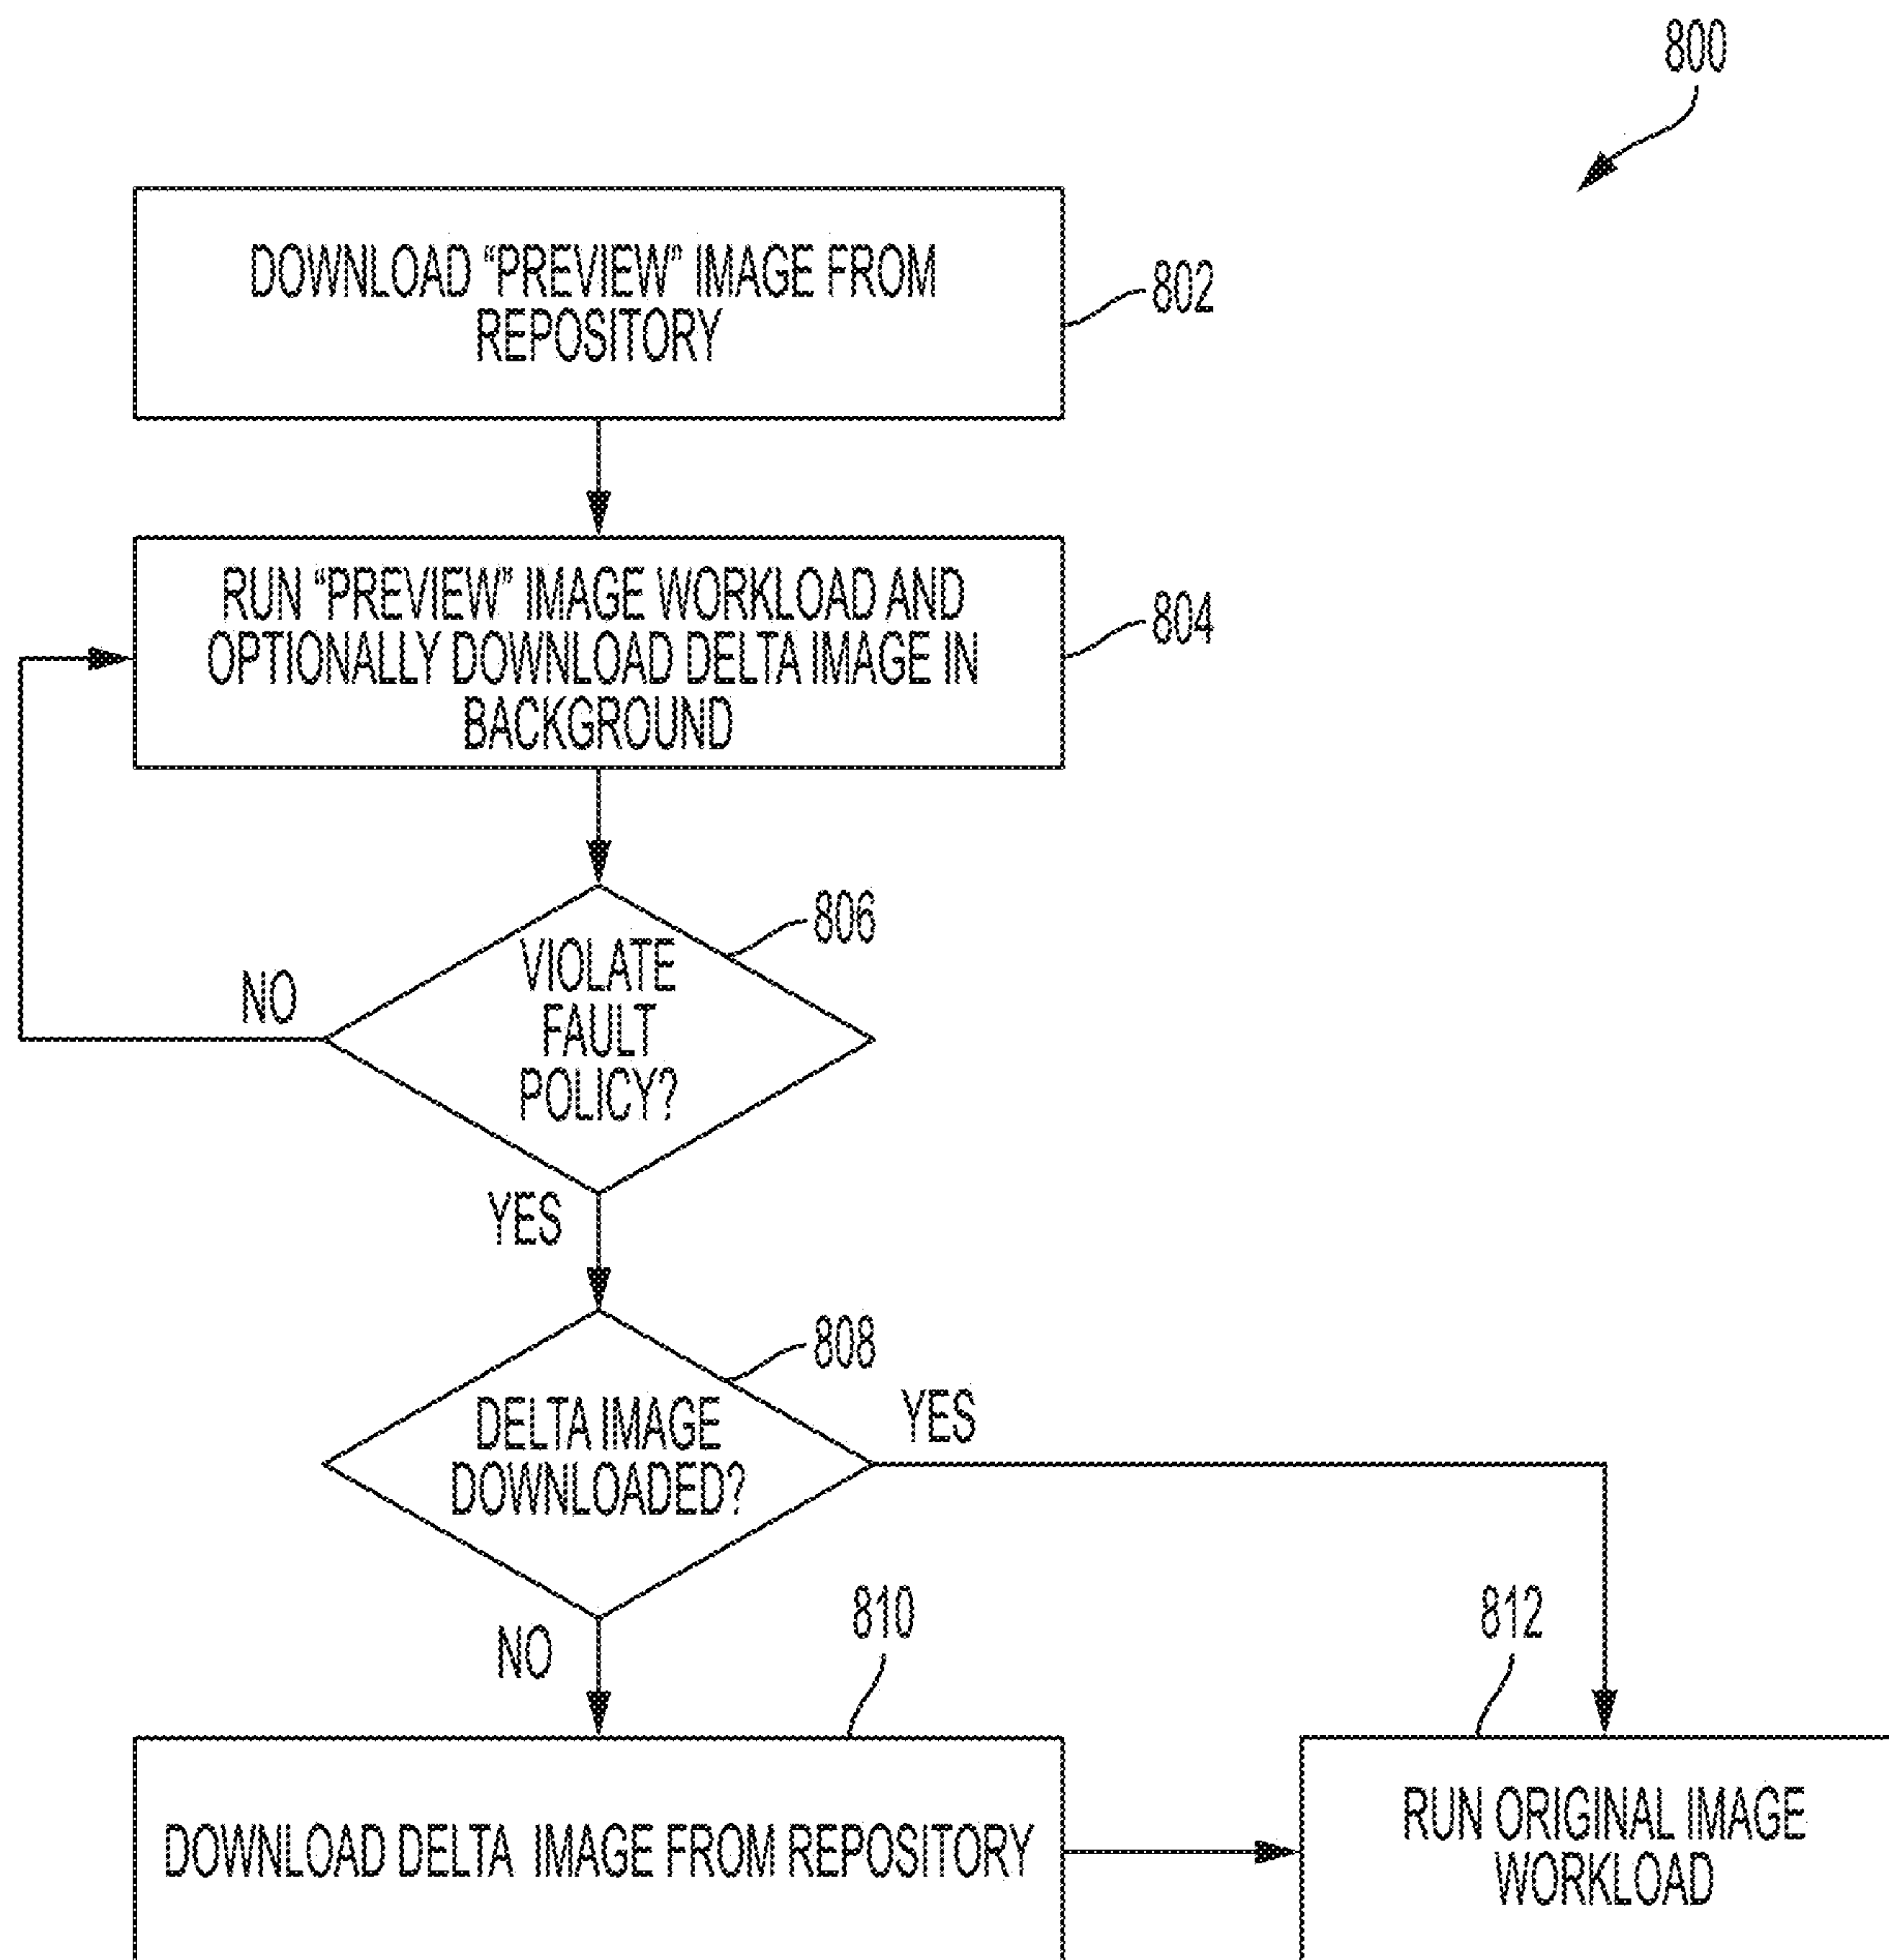 800
DOWNLOAD “PREVIEW” IMAGE FROM
REPOSITORY
802
RUN “PREVIEW” IMAGE WORKLOAD AND
OPTIONALLY DOWNLOAD DELTA IMAGE IN
BACKGROUND
804
806
VIOLATE
FAULT
POLICY?
NO
YES
808
DELTA IMAGE
DOWNLOADED?
YES
NO
810
812
DOWNLOAD DELTA IMAGE FROM REPOSITORY
RUN ORIGINAL IMAGE
WORKLOAD